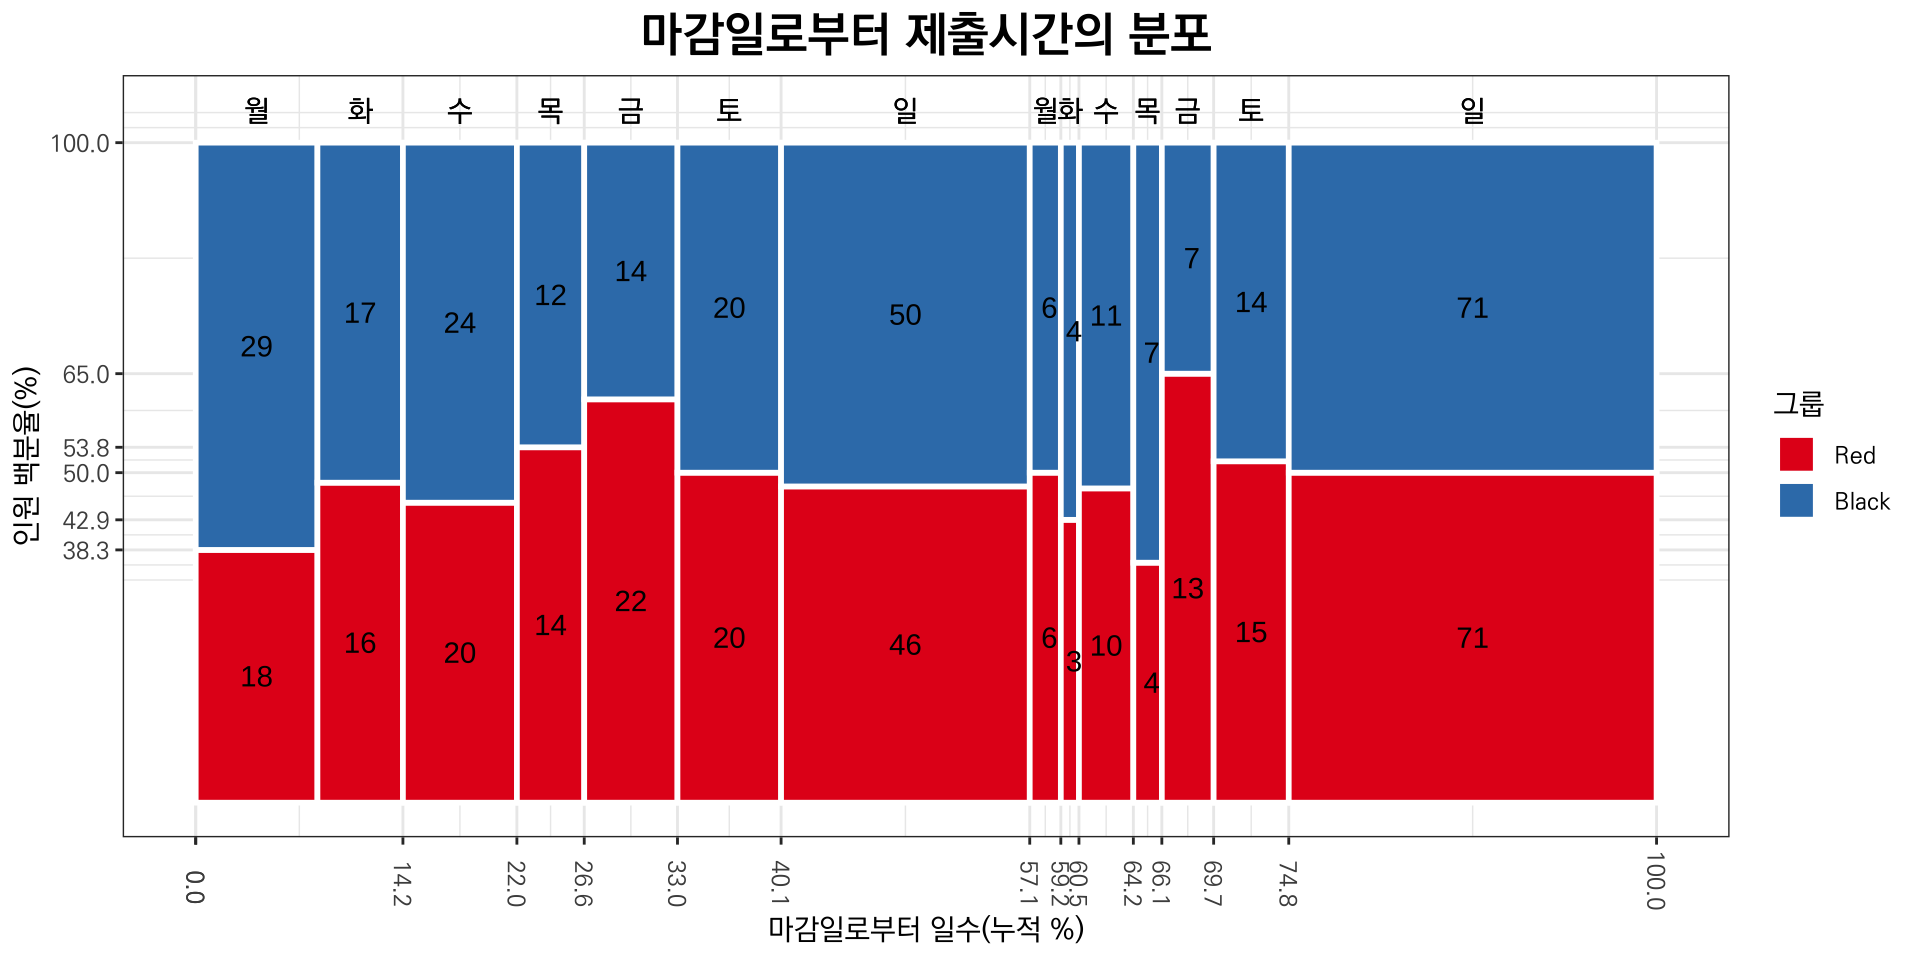 마감일로부터 제출시간의 분포
월 화 수 목 금 토 일 월 화 수 목 금 토 일
100.0
65.0
53.8
50.0
42.9
38.3
인원 백분율(%)
29 17 24 12 14 20 50 6 4 11 7 7 14 71
18 16 20 14 22 20 46 6 3 10 4 13 15 71
0.0 14.2 22.0 26.6 33.0 40.1 57.1 59.2 60.5 64.2 66.1 69.7 74.8 100.0
마감일로부터 일수(누적 %)
그룹
Red
Black